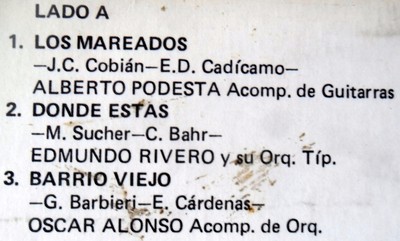 LADO A
1. LOS MAREADOS
—J.C. Cobián—E.D. Cadícamo—
ALBERTO PODESTA Acomp. de Guitarras
2. DONDE ESTAS
—M. Sucher—C. Bahr—
EDMUNDO RIVERO y su Orq. Típ.
3. BARRIO VIEJO
—G. Barbieri—E. Cárdenas—
OSCAR ALONSO Acomp. de Orq.